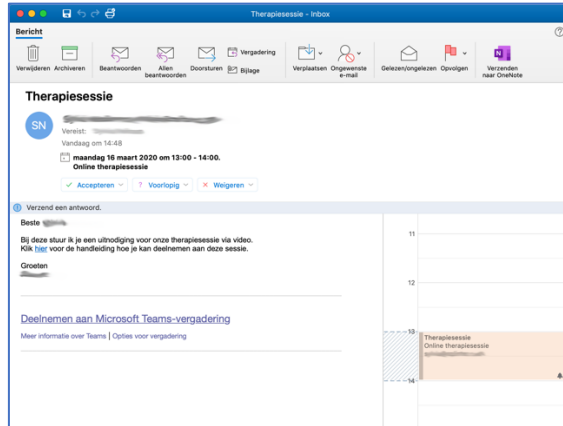 Therapiesessie - Inbox
Bericht
Verwijderen Archiveren Beantwoorden Allen beantwoorden Doorsturen Vergadering Bijlage Verplaatsen Ongewenste e-mail Gelezen/ongelezen Opvolgen Verzenden naar OneNote
Therapiesessie
SN
Vereist:
Vandaag om 14:48
maandag 16 maart 2020 om 13:00 - 14:00.
Online therapiesessie
Accepteren ? Voorlopig Weigeren
Verzend een antwoord.
Beste
Bij deze stuur ik je een uitnodiging voor onze therapiesessie via video.
Klik hier voor de handleiding hoe je kan deelnemen aan deze sessie.
Groeten
Deelnemen aan Microsoft Teams-vergadering
Meer informatie over Teams | Opties voor vergadering
11
12
13
Therapiesessie
Online therapiesessie
14